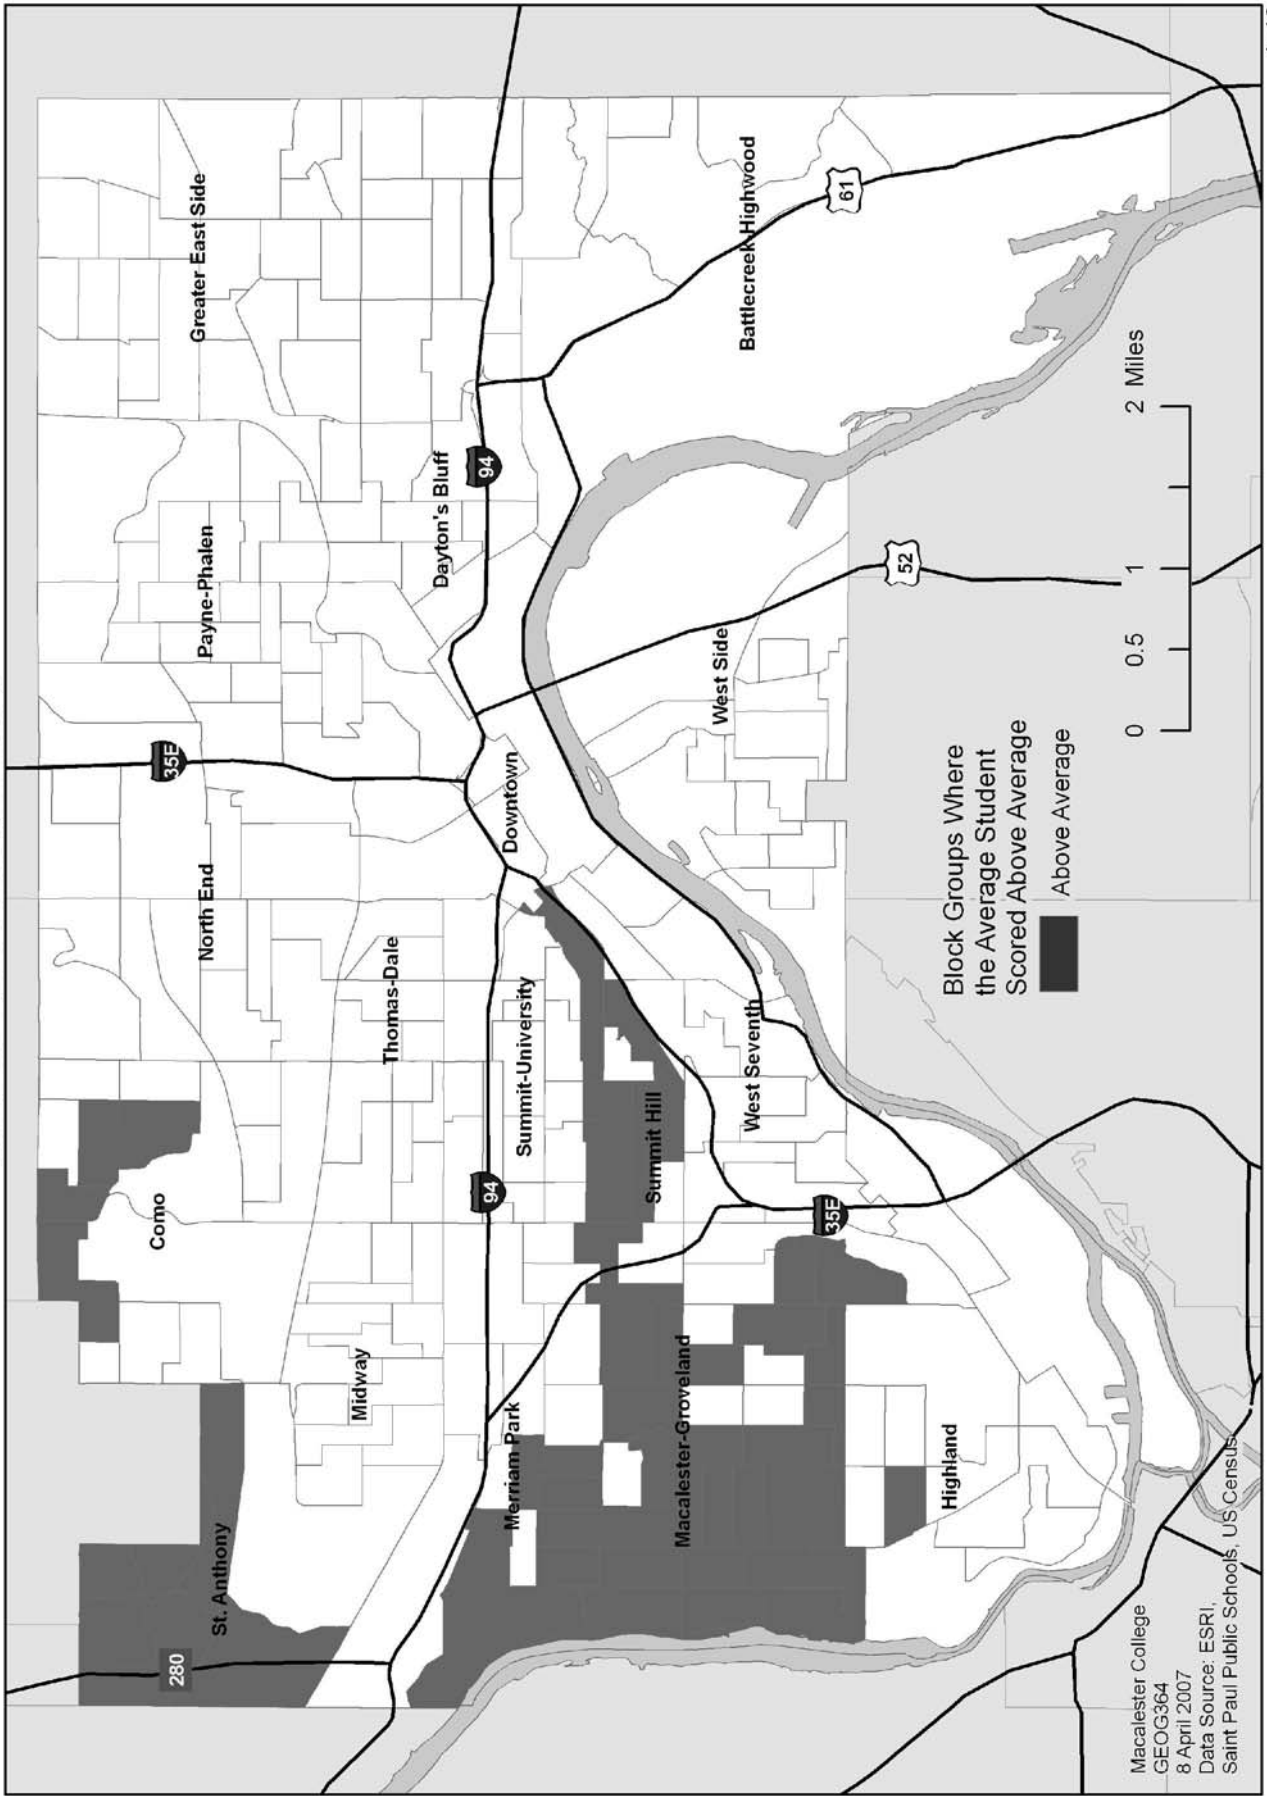 St. Anthony
280
Como
North End
35E
Payne-Phalen
Greater East Side
Midway
Thomas-Dale
Merriam Park
94
Summit-University
Downtown
Dayton's Bluff
94
Macalester-Groveland
Summit Hill
West Seventh
West Side
Battlecreek-Highwood
61
35E
52
Highland
Block Groups Where
the Average Student
Scored Above Average
Above Average
0 0.5 1 2 Miles
Macalester College
GEOG364
8 April 2007
Data Source: ESRI,
Saint Paul Public Schools, US Census